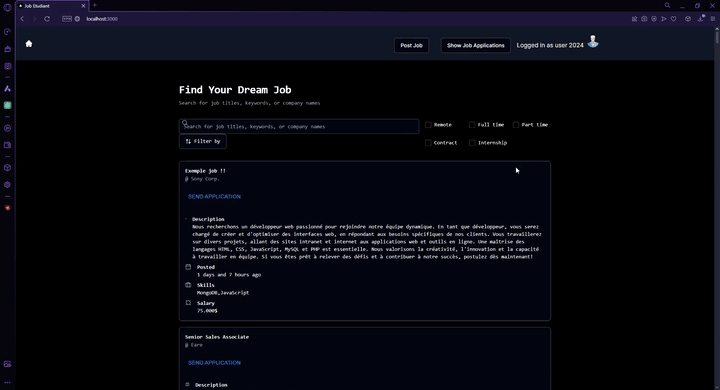 Job Etudiant
localhost:3000
Post Job
Show Job Applications
Logged in as user 2024
Find Your Dream Job
Search for job titles, keywords, or company names
Search for job titles, keywords, or company names
Remote
Full time
Part time
Filter by
Contract
Internship
Exemple job !!
@ Sony Corp.
SEND APPLICATION
Description
Nous recherchons un développeur web passionné pour rejoindre notre équipe dynamique. En tant que développeur, vous serez
chargé de créer et d'optimiser des interfaces web, en répondant aux besoins spécifiques de nos clients. Vous travaillerez
sur divers projets, allant des sites intranet et internet aux applications web et outils en ligne. Une maîtrise des
langages HTML, CSS, JavaScript, MySQL et PHP est essentielle. Nous valorisons la créativité, l'innovation et la capacité
à travailler en équipe. Si vous êtes prêt à relever des défis et à contribuer à notre succès, postulez dès maintenant!
Posted
1 days and 7 hours ago
Skills
MongoDB,JavaScript
Salary
75.000$
Senior Sales Associate
@ Earo
SEND APPLICATION
Description